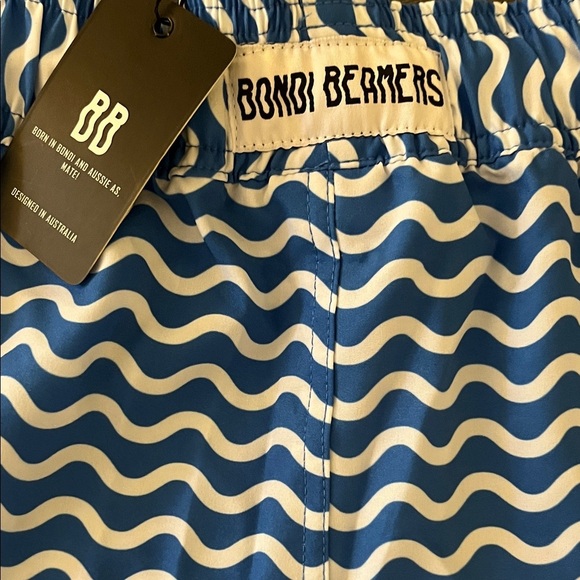 BONDI BEAMERS
BB
BORN IN BONDI AND AUSSIE AS,
MATE!
DESIGNED IN AUSTRALIA